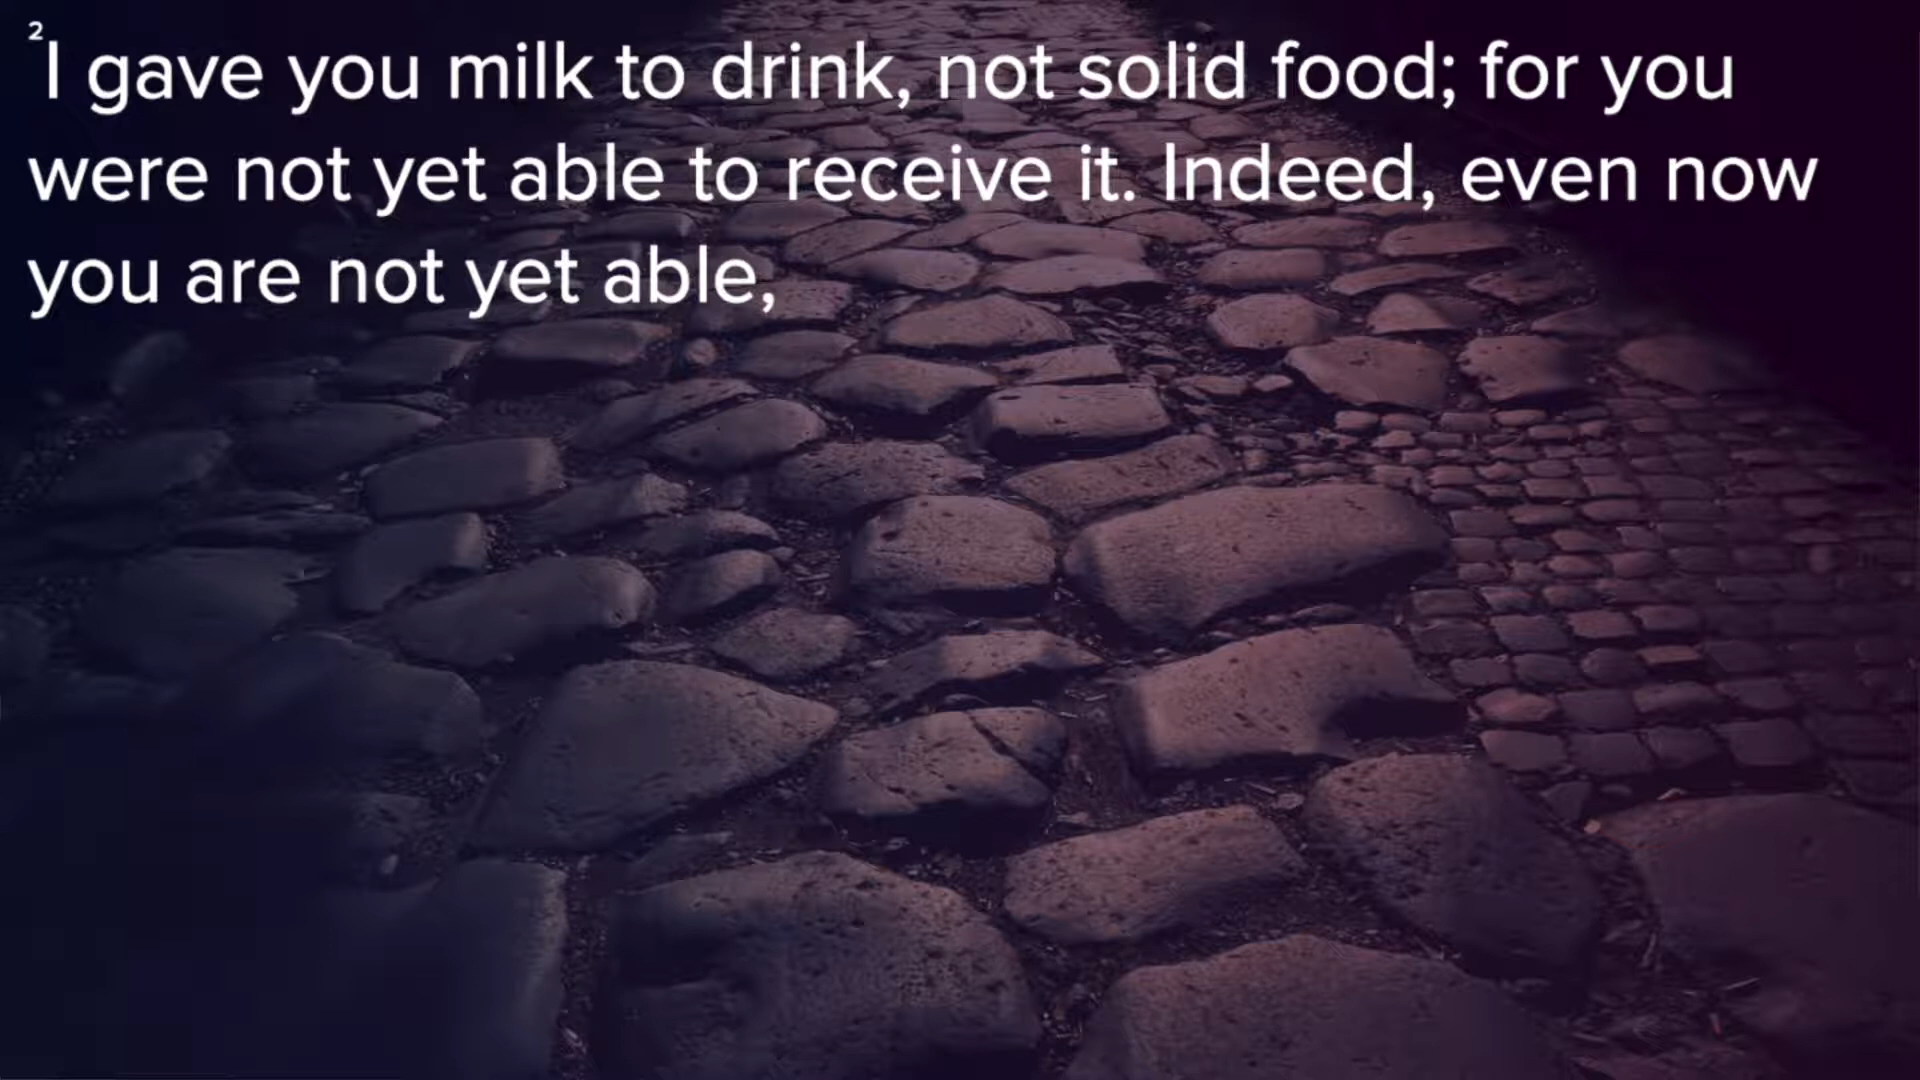 ²I gave you milk to drink, not solid food; for you
were not yet able to receive it. Indeed, even now
you are not yet able,